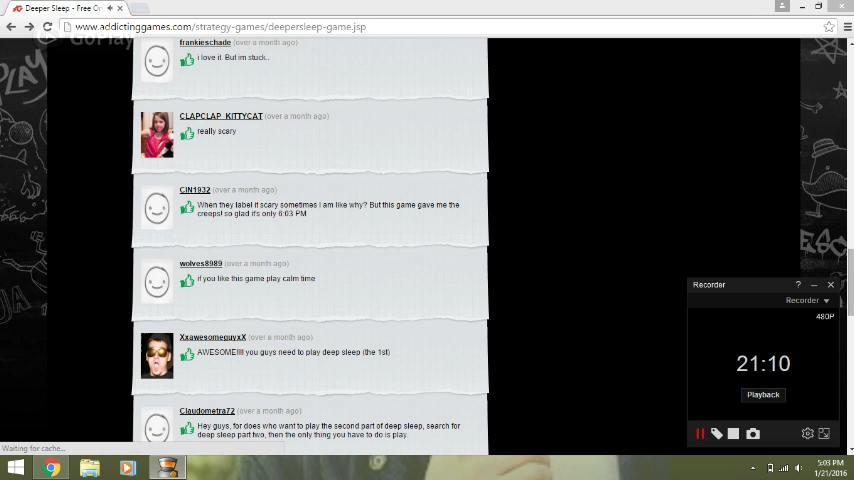 Deeper Sleep - Free On
www.addictinggames.com/strategy-games/deepersleep-game.jsp
GoPlay
frankieschade (over a month ago)
i love it. But im stuck..
CLAPCLAP_KITTYCAT (over a month ago)
really scary
CIN1932 (over a month ago)
When they label it scary sometimes i am like why? But this game gave me the
creeps! so glad it's only 6:03 PM
wolves8989 (over a month ago)
if you like this game play calm time
XxawesomeguyxX (over a month ago)
AWESOME!!!! you guys need to play deep sleep (the 1st)
Claudometra72 (over a month ago)
Hey guys, for does who want to play the second part of deep sleep, search for
deeper sleep part two, then the only thing you have to do is play.
Recorder ?
Recorder
480P
21:10
Playback
Waiting for cache...
5:03 PM
1/21/2016